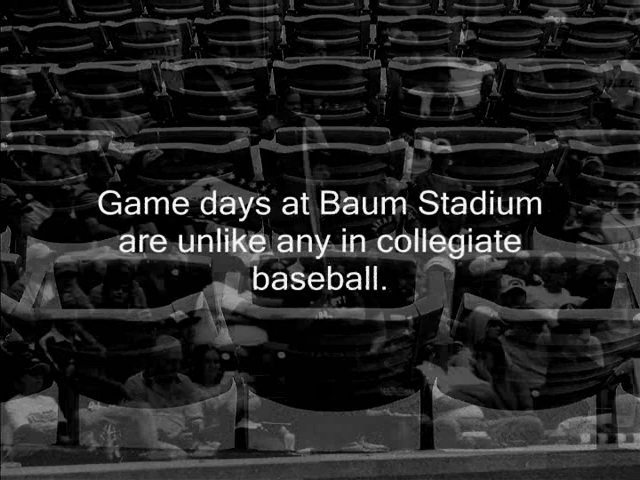 Game days at Baum Stadium
are unlike any in collegiate
baseball.